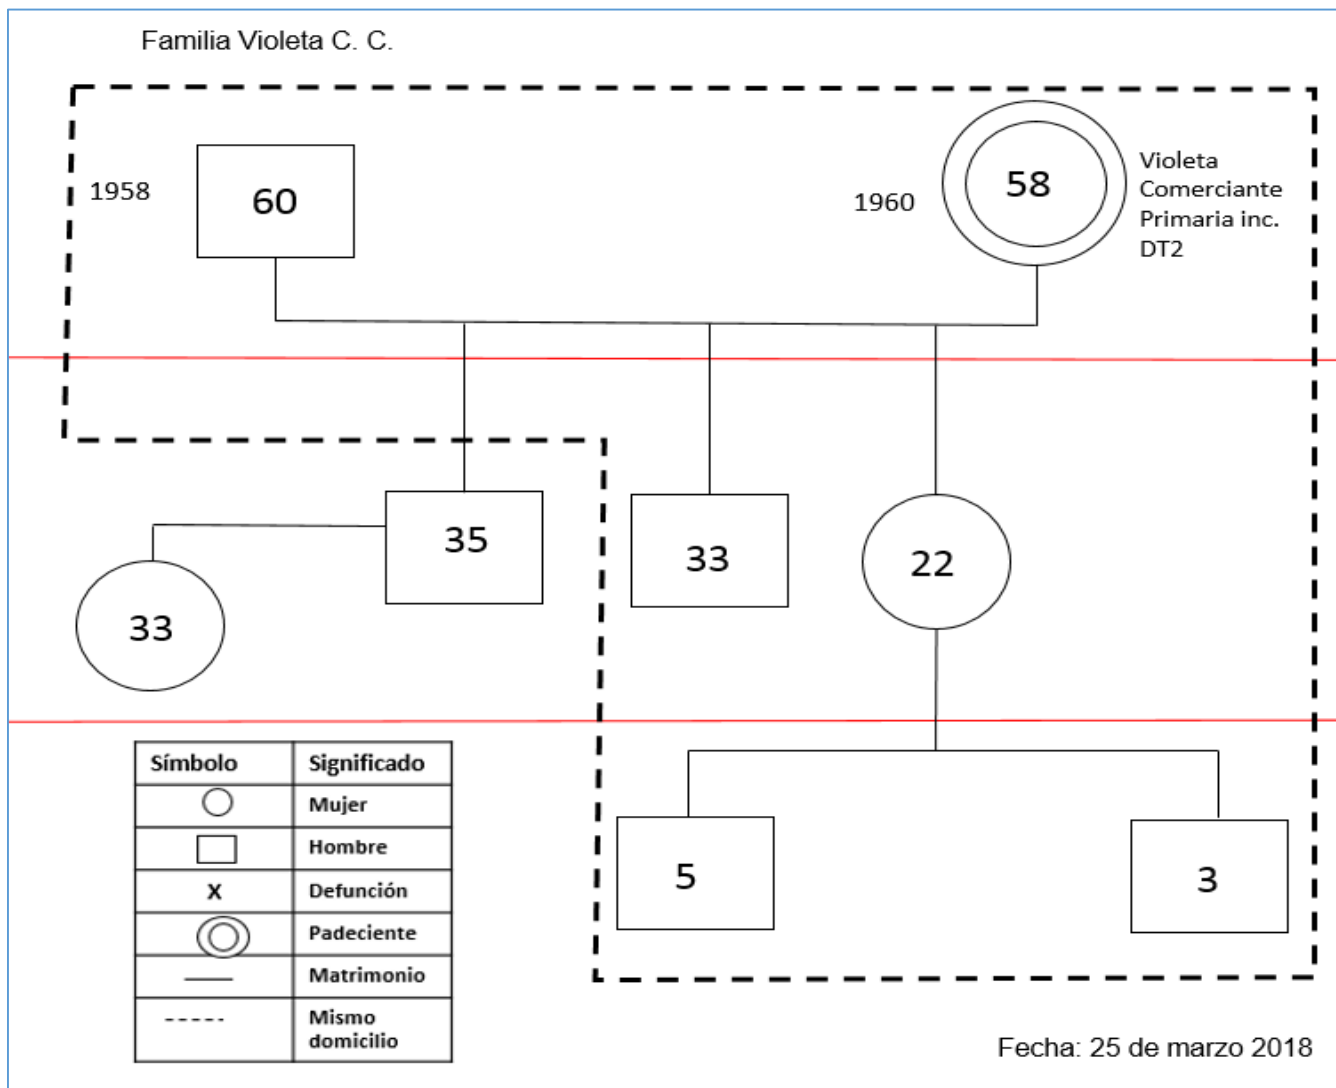 Familia Violeta C. C.
1958
60
1960
58
Violeta
Comerciante
Primaria inc.
DT2
35
33
22
33
5
3
Símbolo Significado
Mujer
Hombre
X Defunción
Padeciente
Matrimonio
Mismo
domicilio
Fecha: 25 de marzo 2018